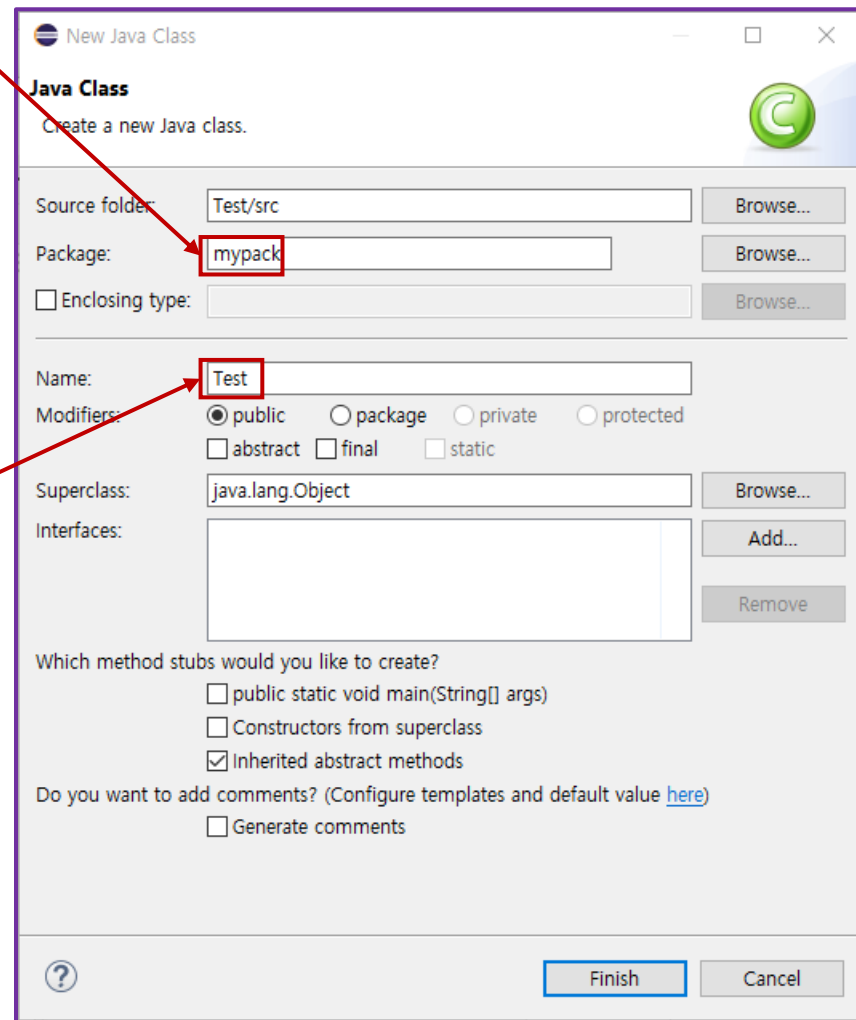 New Java Class
Java Class
Create a new Java class.
Source folder: Test/src Browse...
Package: mypack Browse...
Enclosing type: Browse...
Name: Test
Modifiers: public package private protected
abstract final static
Superclass: java.lang.Object Browse...
Interfaces: Add...
Remove
Which method stubs would you like to create?
public static void main(String[] args)
Constructors from superclass
Inherited abstract methods
Do you want to add comments? (Configure templates and default value here)
Generate comments
? Finish Cancel